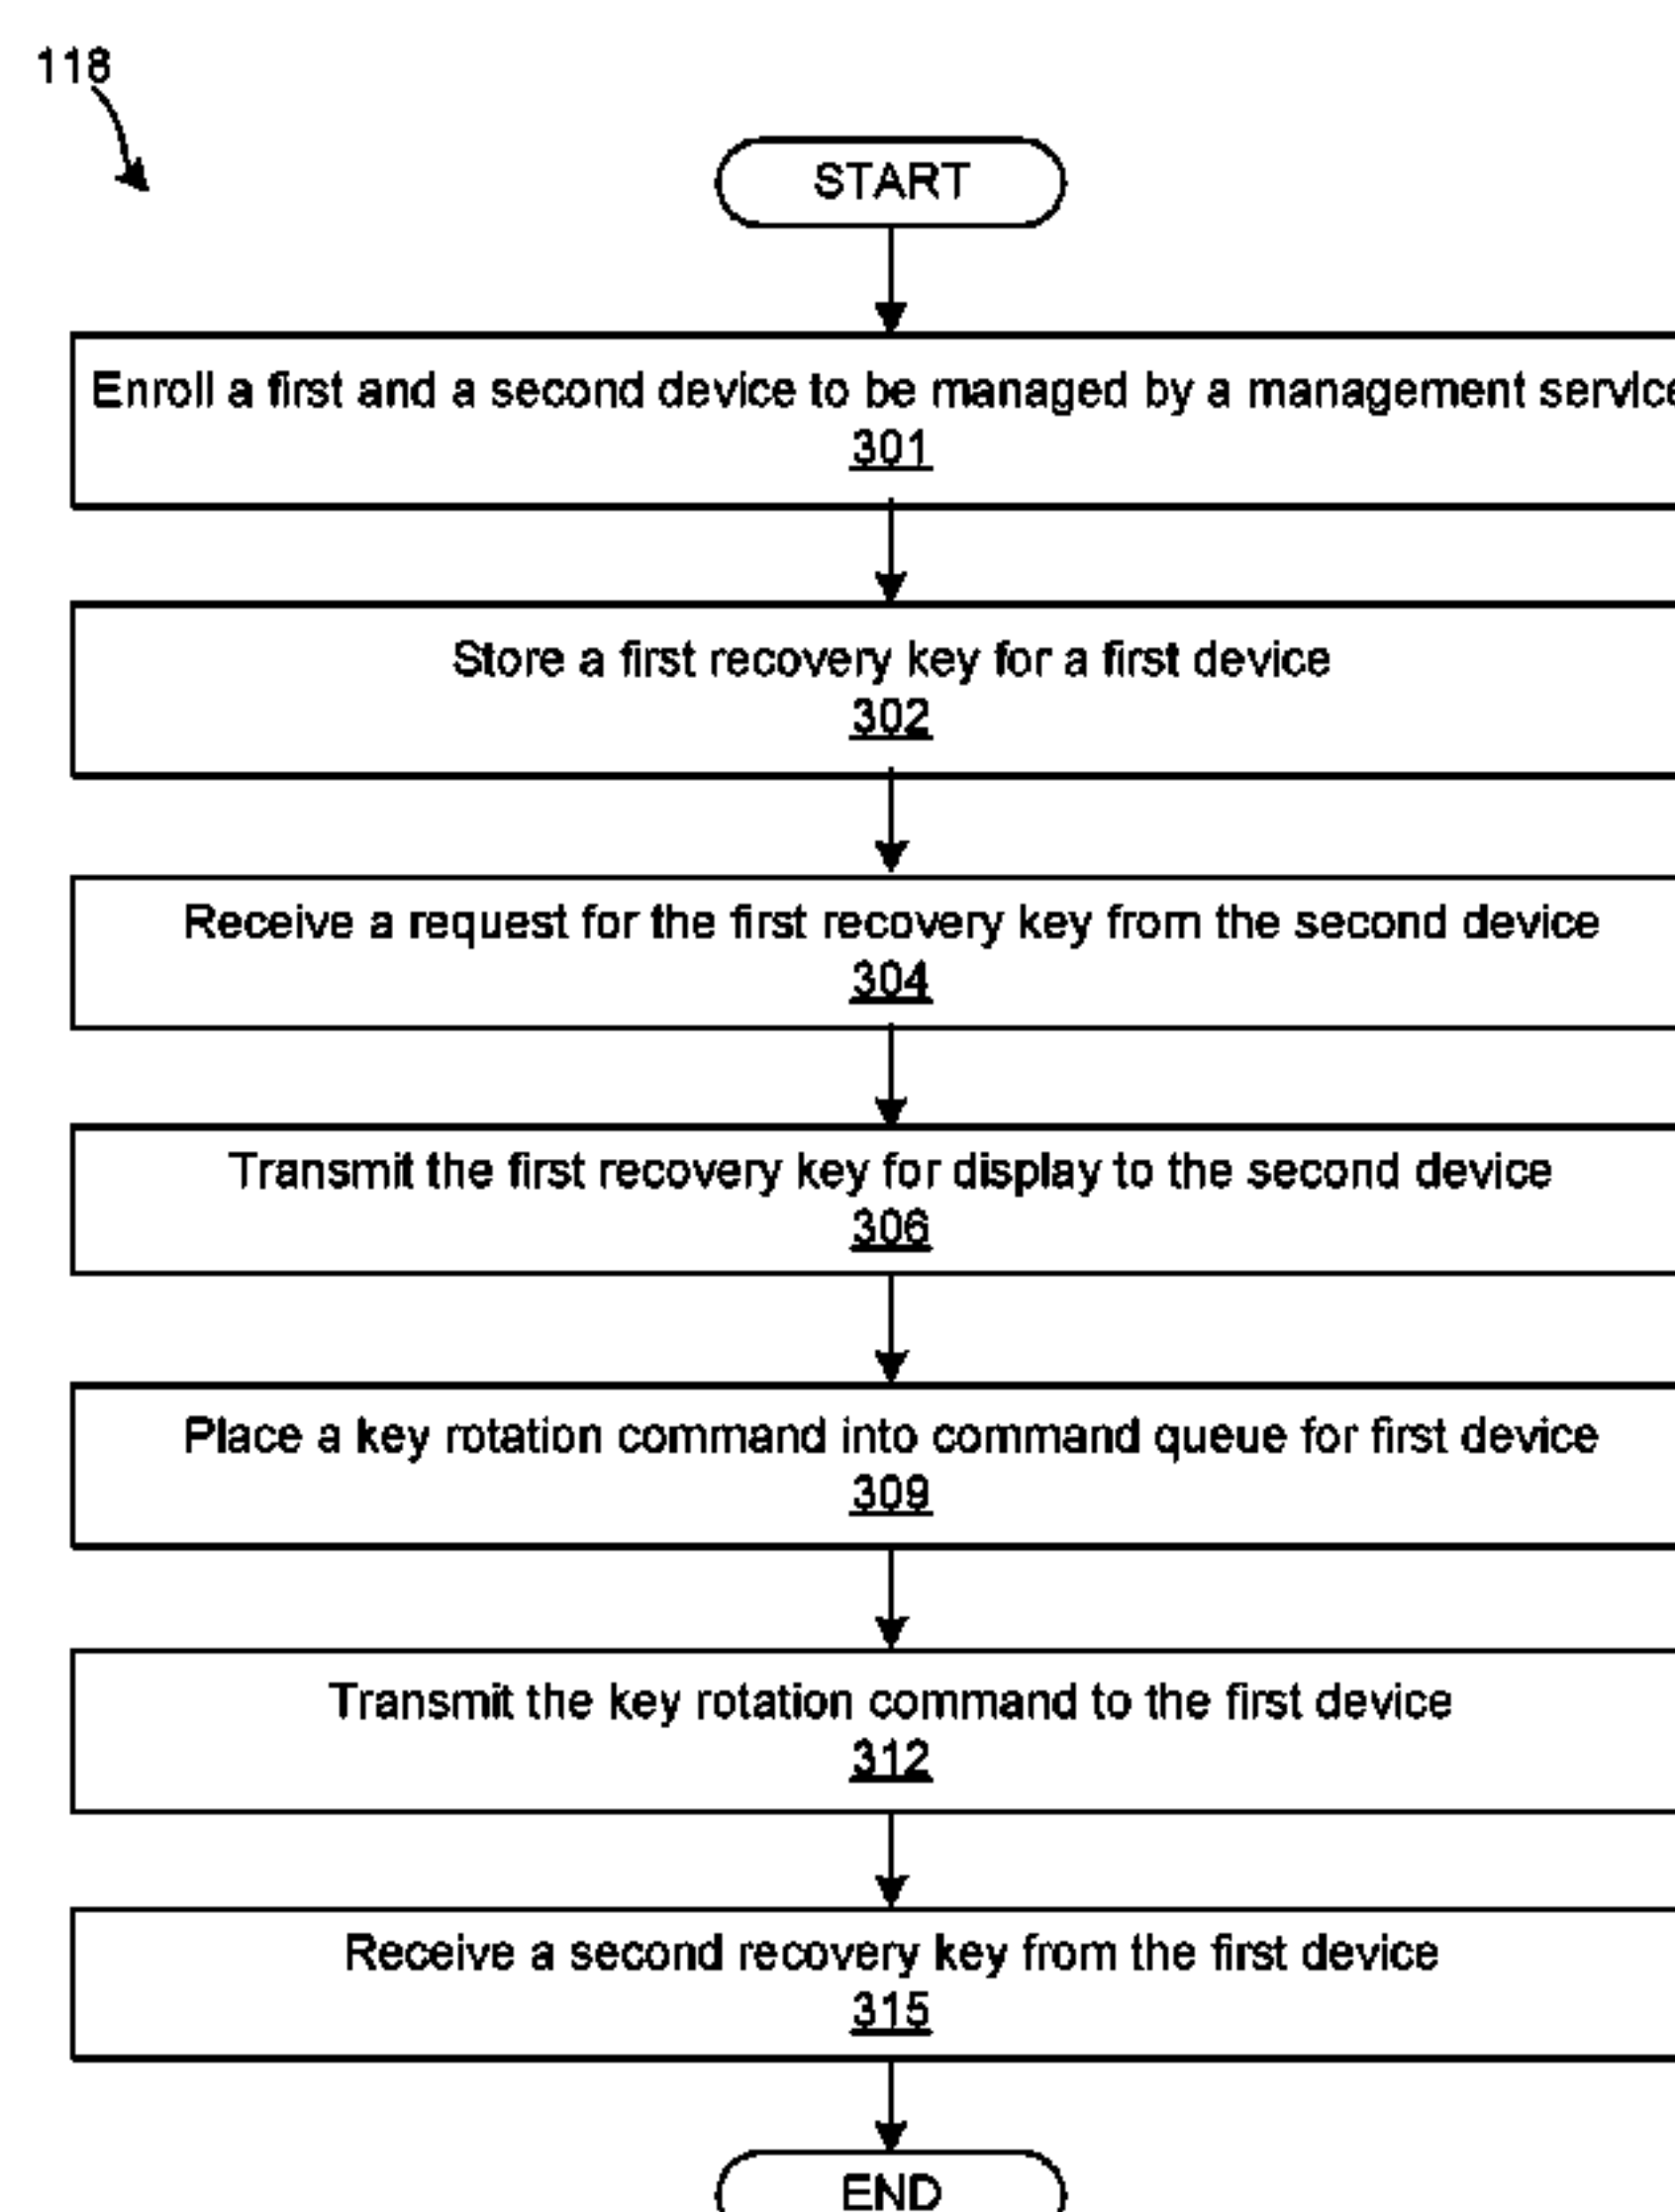 118
START
Enroll a first and a second device to be managed by a management service
301
Store a first recovery key for a first device
302
Receive a request for the first recovery key from the second device
304
Transmit the first recovery key for display to the second device
306
Place a key rotation command into command queue for first device
309
Transmit the key rotation command to the first device
312
Receive a second recovery key from the first device
315
END